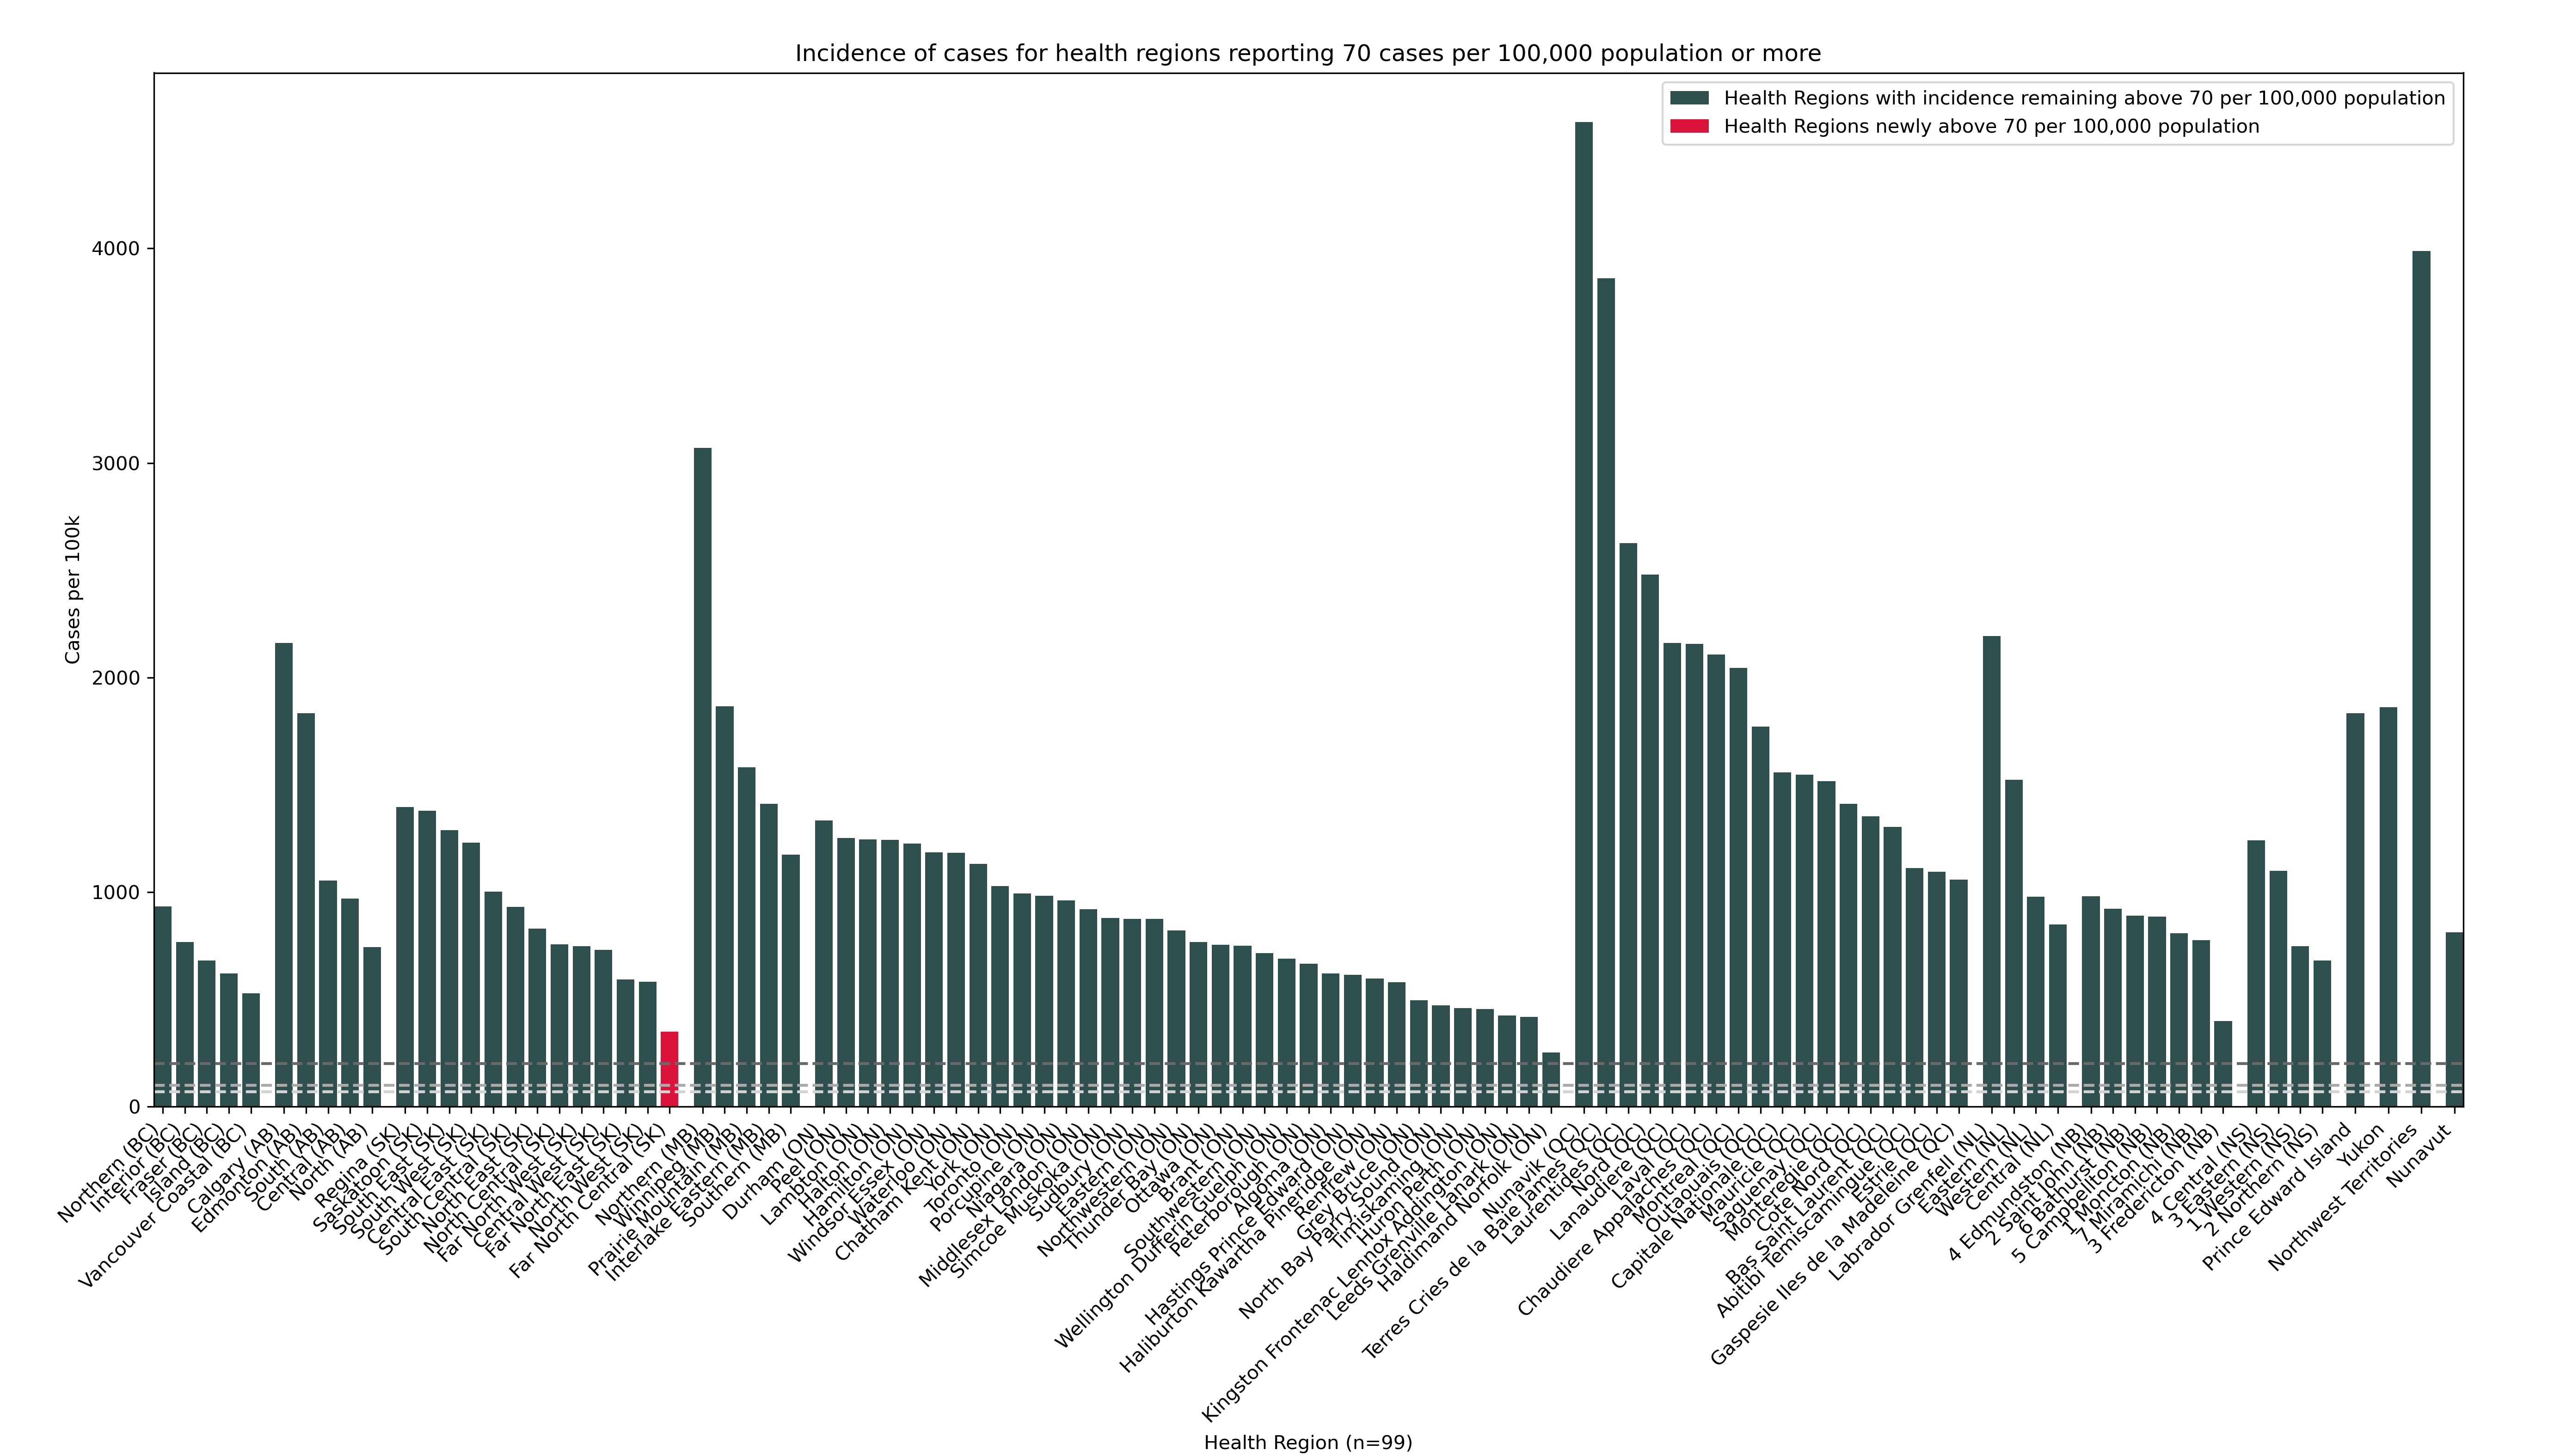 Incidence of cases for health regions reporting 70 cases per 100,000 population or more
Health Regions with incidence remaining above 70 per 100,000 population
Health Regions newly above 70 per 100,000 population
Cases per 100k
4000
3000
2000
1000
0
Northern (BC)
Interior (BC)
Fraser (BC)
Island (BC)
Vancouver Coastal (BC)
Calgary (AB)
Edmonton (AB)
South (AB)
Central (AB)
North (AB)
Regina (SK)
Saskatoon (SK)
South East (SK)
South West (SK)
Central East (SK)
South Central (SK)
North East (SK)
North Central (SK)
Far North West (SK)
Central West (SK)
Far North East (SK)
North West (SK)
Far North Central (SK)
Northern (MB)
Winnipeg (MB)
Prairie Mountain (MB)
Interlake Eastern (MB)
Southern (MB)
Durham (ON)
Peel (ON)
Lambton (ON)
Halton (ON)
Hamilton (ON)
Windsor Essex (ON)
Waterloo (ON)
Chatham Kent (ON)
York (ON)
Toronto (ON)
Porcupine (ON)
Niagara (ON)
Middlesex London (ON)
Simcoe Muskoka (ON)
Sudbury (ON)
Eastern (ON)
Northwestern (ON)
Thunder Bay (ON)
Ottawa (ON)
Brant (ON)
Southwestern (ON)
Wellington Dufferin Guelph (ON)
Peterborough (ON)
Algoma (ON)
Hastings Prince Edward (ON)
Haliburton Kawartha Pineridge (ON)
Renfrew (ON)
Grey Bruce (ON)
North Bay Parry Sound (ON)
Timiskaming (ON)
Huron Perth (ON)
Kingston Frontenac Lennox Addington (ON)
Leeds Grenville Lanark (ON)
Haldimand Norfolk (ON)
Nunavik (QC)
Terres Cries de la Baie James (QC)
Laurentides (QC)
Nord (QC)
Lanaudiere (QC)
Laval (QC)
Chaudiere Appalaches (QC)
Montreal (QC)
Outaouais (QC)
Capitale Nationale (QC)
Mauricie (QC)
Saguenay (QC)
Monteregie (QC)
Cote Nord (QC)
Bas Saint Laurent (QC)
Abitibi Temiscamingue (QC)
Estrie (QC)
Gaspesie Iles de la Madeleine (QC)
Labrador Grenfell (NL)
Eastern (NL)
Western (NL)
Central (NL)
4 Edmundston (NB)
2 Saint John (NB)
6 Bathurst (NB)
5 Campbellton (NB)
1 Moncton (NB)
7 Miramichi (NB)
3 Fredericton (NB)
4 Central (NS)
3 Eastern (NS)
1 Western (NS)
2 Northern (NS)
Prince Edward Island
Yukon
Northwest Territories
Nunavut
Health Region (n=99)